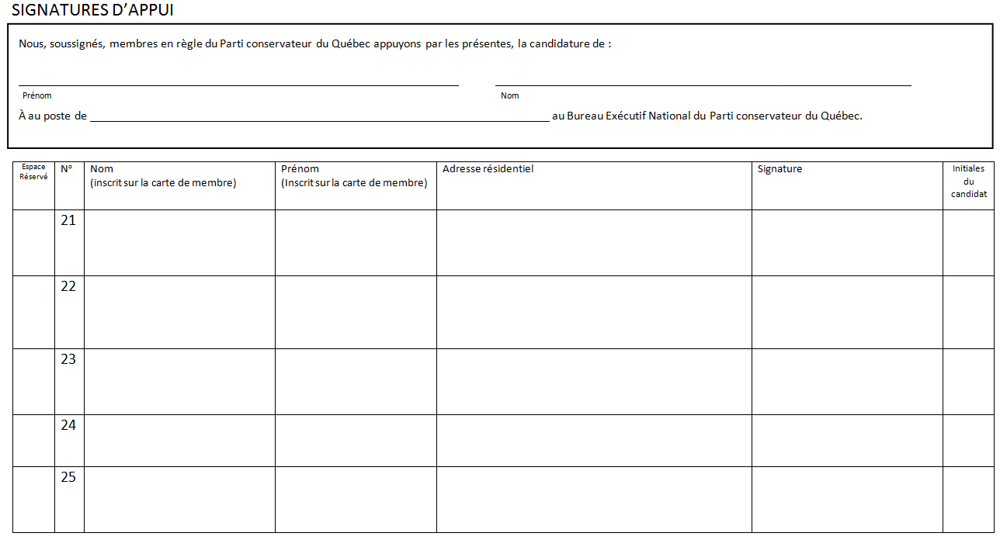 SIGNATURES D’APPUI
Nous, soussignés, membres en règle du Parti conservateur du Québec appuyons par les présentes, la candidature de :
Prénom Nom
À au poste de au Bureau Exécutif National du Parti conservateur du Québec.
Espace Réservé
N°
Nom
(inscrit sur la carte de membre)
Prénom
(Inscrit sur la carte de membre)
Adresse résidentiel
Signature
Initiales
du
candidat
21
22
23
24
25